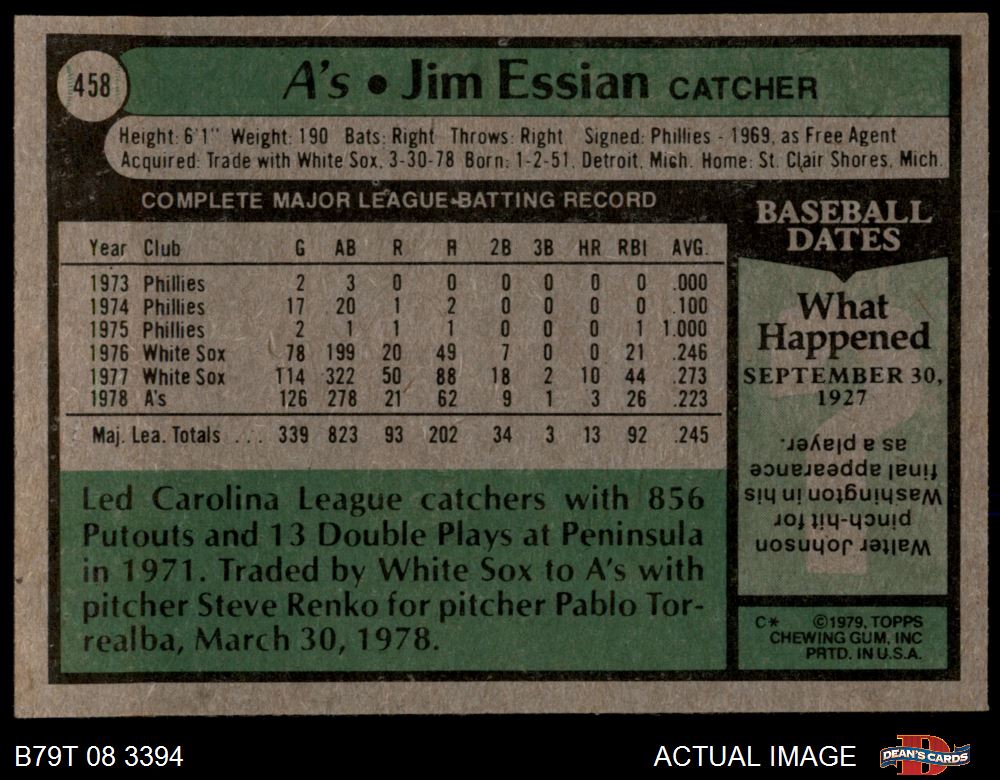 458
A's • Jim Essian CATCHER
Height: 6'1" Weight: 190 Bats: Right Throws: Right Signed: Phillies - 1969, as Free Agent
Acquired: Trade with White Sox, 3-30-78 Born: 1-2-51, Detroit, Mich. Home: St. Clair Shores, Mich.
COMPLETE MAJOR LEAGUE BATTING RECORD
Year Club G AB R H 2B 3B HR RBI AVG.
1973 Phillies 2 3 0 0 0 0 0 0 .000
1974 Phillies 17 20 1 2 0 0 0 0 .100
1975 Phillies 2 1 1 1 0 0 0 1 1.000
1976 White Sox 78 199 20 49 7 0 0 21 .246
1977 White Sox 114 322 50 88 18 2 10 44 .273
1978 A's 126 278 21 62 9 1 3 26 .223
Maj. Lea. Totals ... 339 823 93 202 34 3 13 92 .245
Led Carolina League catchers with 856
Putouts and 13 Double Plays at Peninsula
in 1971. Traded by White Sox to A's with
pitcher Steve Renko for pitcher Pablo Tor-
realba, March 30, 1978.
BASEBALL
DATES
What
Happened
SEPTEMBER 30,
1927
Walter Johnson
pinch-hit for
Washington in his
final appearance
as a player.
C* ©1979, TOPPS
CHEWING GUM, INC
PRTD. IN U.S.A.
B79T 08 3394
ACTUAL IMAGE
DEAN'S CARDS